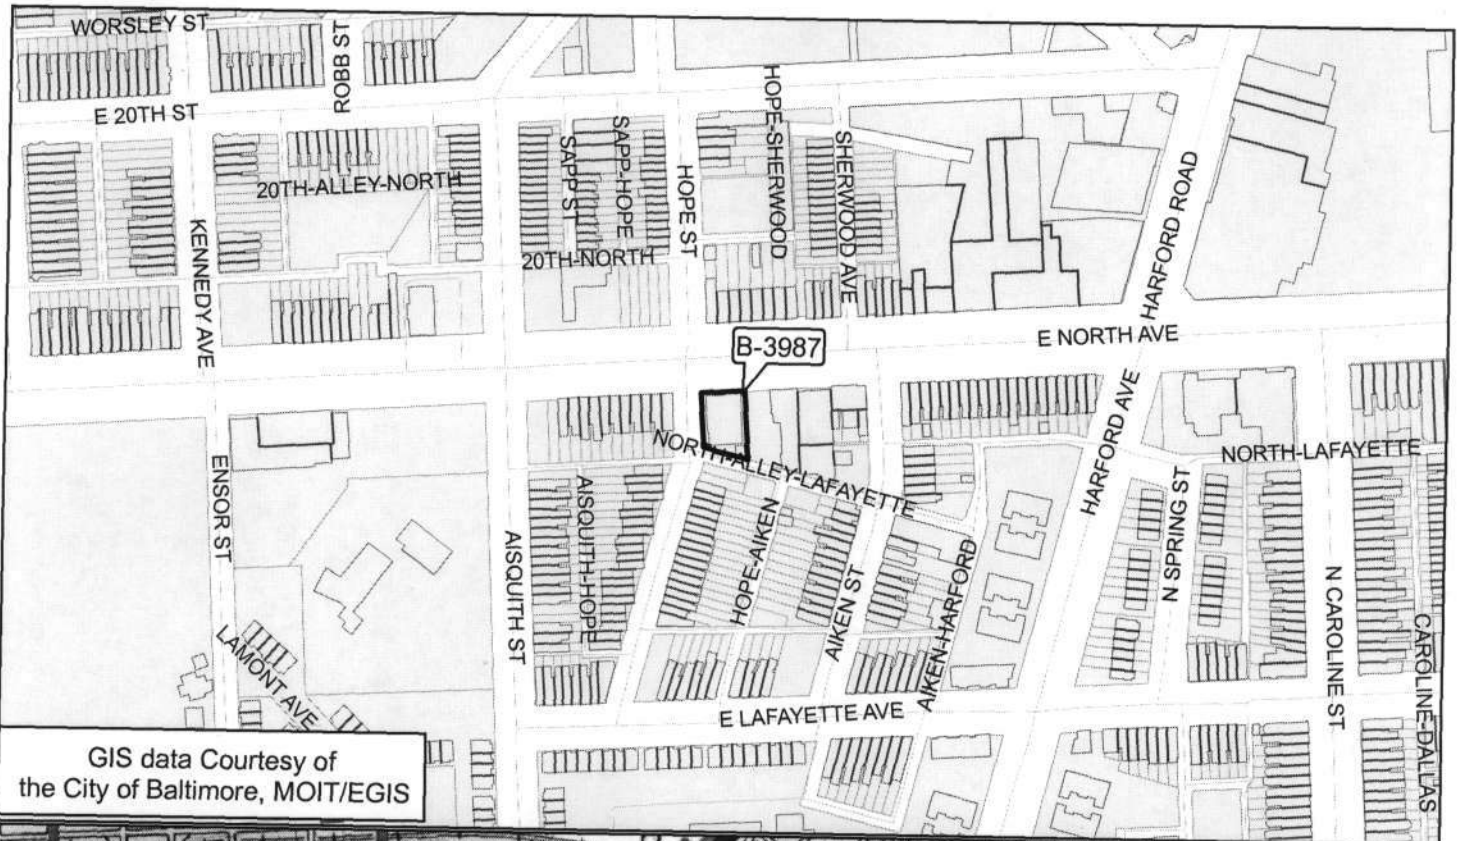 WORSLEY ST
ROBB ST
E 20TH ST
20TH-ALLEY-NORTH
KENNEDY AVE
SAPP ST
SAPP-HOPE
HOPE ST
HOPE-SHERWOOD
SHERWOOD AVE
20TH-NORTH
HARFORD ROAD
E NORTH AVE
B-3987
HARFORD AVE
NORTH-ALLEY-LAFAYETTE
NORTH-LAFAYETTE
ENSOR ST
AISQUITH ST
AISQUITH-HOPE
HOPE-AIKEN
AIKEN ST
AIKEN-HARFORD
N SPRING ST
N CAROLINE ST
CAROLINE-DALLAS
LAMONT AVE
E LAFAYETTE AVE
GIS data Courtesy of
the City of Baltimore, MOIT/EGIS